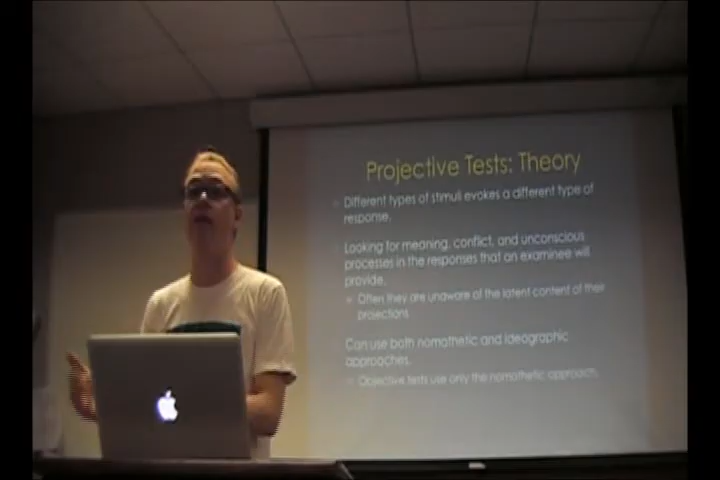 Projective Tests: Theory
Different types of stimuli evokes a different type of
response.
Looking for meaning, conflict, and unconscious
processes in the responses that an examinee will
provide.
Often they are unaware of the latent content of their
projections
Can use both nomathetic and ideographic
approaches.
Objective tests use only the nomathetic approach.